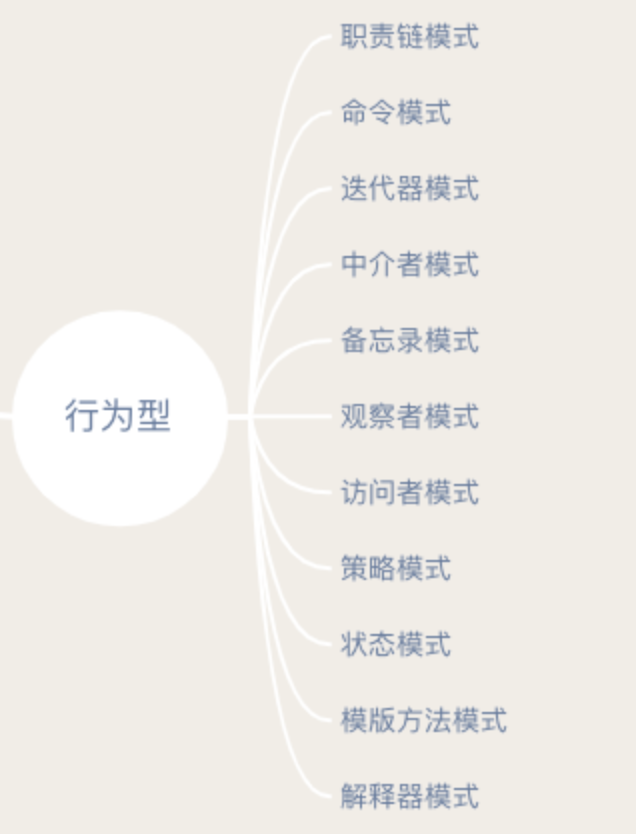 行为型
职责链模式
命令模式
迭代器模式
中介者模式
备忘录模式
观察者模式
访问者模式
策略模式
状态模式
模版方法模式
解释器模式